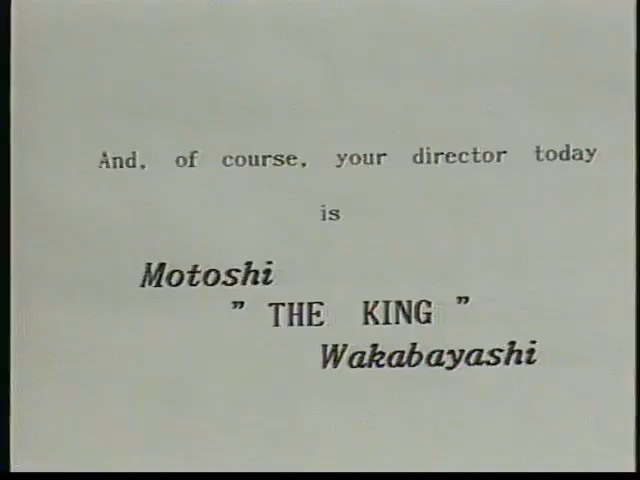 And, of course, your director today
is
Motoshi
" THE KING "
Wakabayashi